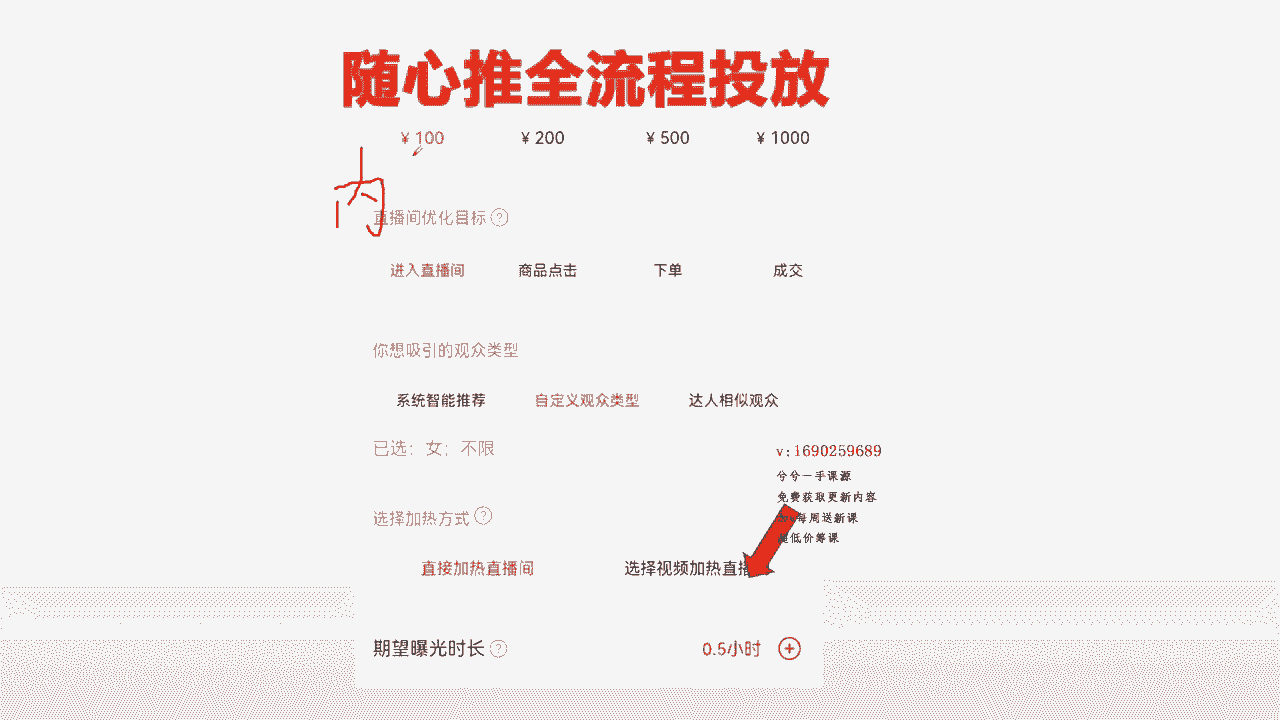 随心推全流程投放
¥ 100 ¥ 200 ¥ 500 ¥ 1000
内
直播间优化目标 ?
进入直播间 商品点击 下单 成交
你想吸引的观众类型
系统智能推荐 自定义观众类型 达人相似观众
已选：女；不限
v:1690259689
兮兮一手课源
免费获取更新内容
每周送新课
超低价筹课
选择加热方式 ?
直接加热直播间 选择视频加热直播
期望曝光时长 ? 0.5小时 +